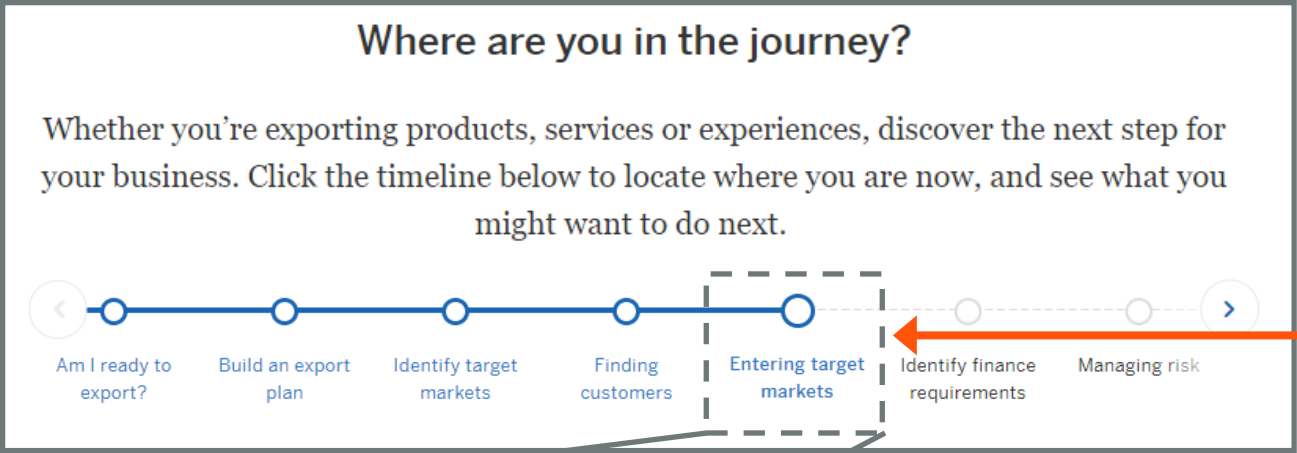 Where are you in the journey?
Whether you’re exporting products, services or experiences, discover the next step for
your business. Click the timeline below to locate where you are now, and see what you
might want to do next.
Am I ready to
export?
Build an export
plan
Identify target
markets
Finding
customers
Entering target
markets
Identify finance
requirements
Managing risk